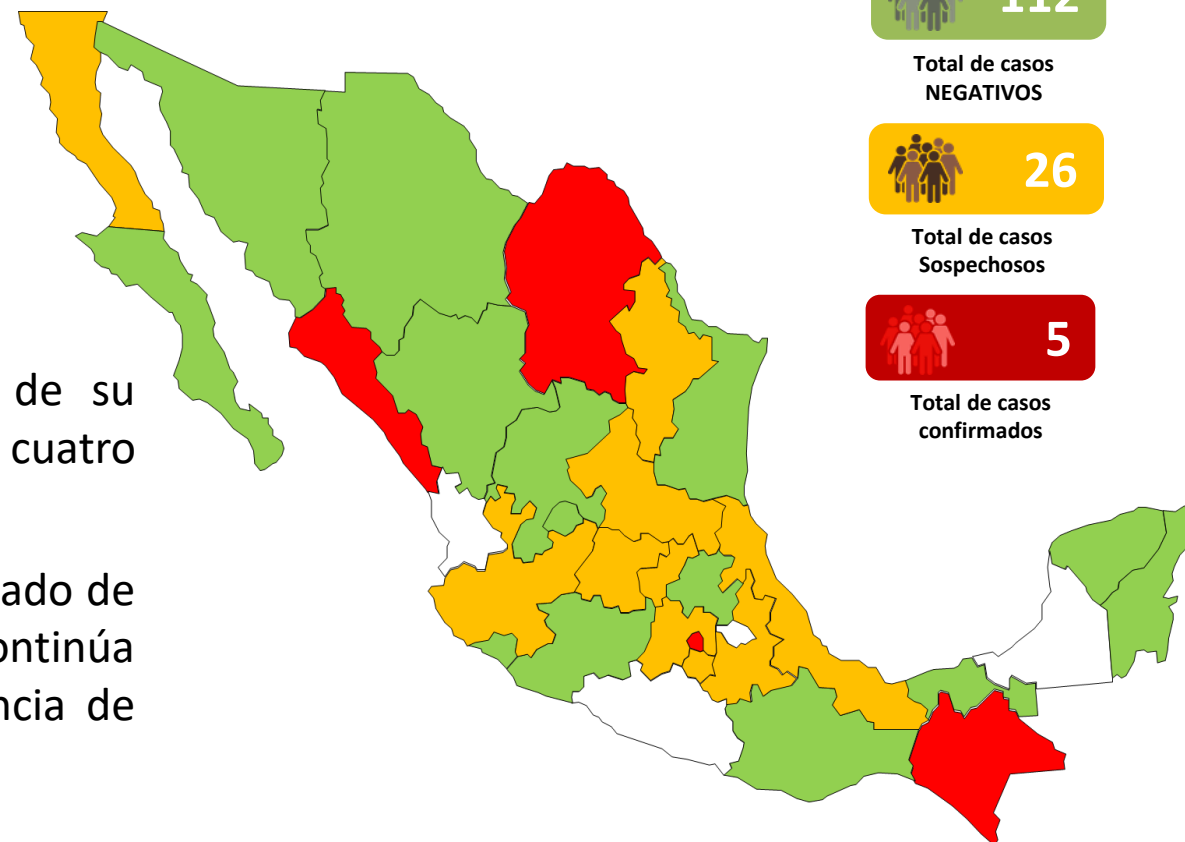 de su
cuatro
ado de
ontinúa
ncia de
112
Total de casos
NEGATIVOS
26
Total de casos
Sospechosos
5
Total de casos
confirmados